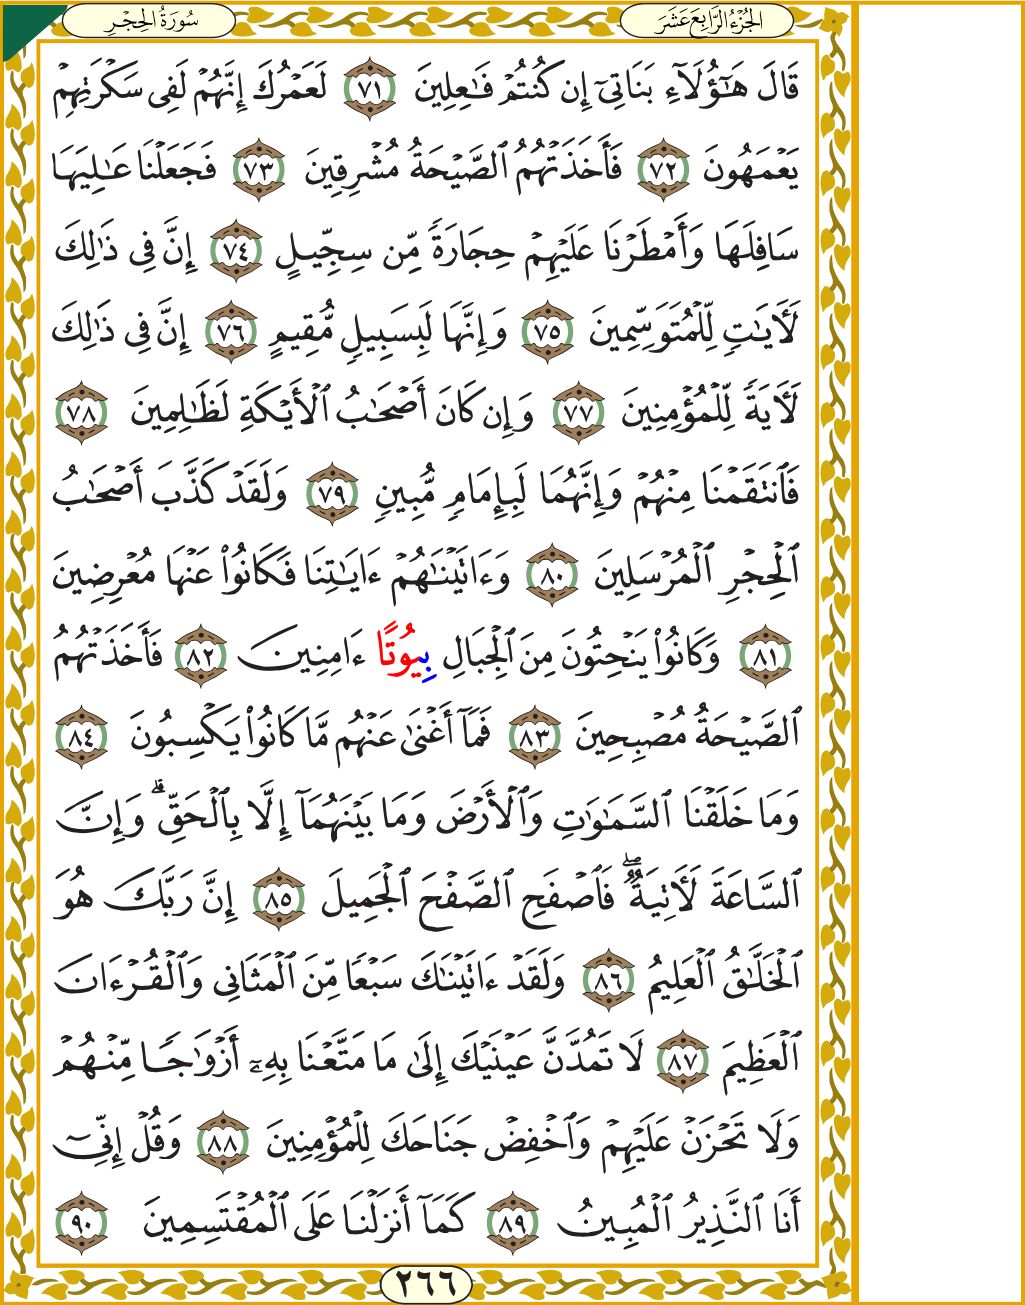 الجُزْءُ الرَّابِعَ عَشَرَ
سُورَةُ الحِجْرِ
قَالَ هَٰٓؤُلَآءِ بَنَاتِىٓ إِن كُنتُمْ فَٰعِلِينَ ٧١ لَعَمْرُكَ إِنَّهُمْ لَفِى سَكْرَتِهِمْ
يَعْمَهُونَ ٧٢ فَأَخَذَتْهُمُ ٱلصَّيْحَةُ مُشْرِقِينَ ٧٣ فَجَعَلْنَا عَٰلِيَهَا
سَافِلَهَا وَأَمْطَرْنَا عَلَيْهِمْ حِجَارَةً مِّن سِجِّيلٍ ٧٤ إِنَّ فِى ذَٰلِكَ
لَءَايَٰتٍ لِّلْمُتَوَسِّمِينَ ٧٥ وَإِنَّهَا لَبِسَبِيلٍ مُّقِيمٍ ٧٦ إِنَّ فِى ذَٰلِكَ
لَءَايَةً لِّلْمُؤْمِنِينَ ٧٧ وَإِن كَانَ أَصْحَٰبُ ٱلْأَيْكَةِ لَظَٰلِمِينَ ٧٨
فَٱنتَقَمْنَا مِنْهُمْ وَإِنَّهُمَا لَبِإِمَامٍ مُّبِينٍ ٧٩ وَلَقَدْ كَذَّبَ أَصْحَٰبُ
ٱلْحِجْرِ ٱلْمُرْسَلِينَ ٨٠ وَءَاتَيْنَٰهُمْ ءَايَٰتِنَا فَكَانُوا۟ عَنْهَا مُعْرِضِينَ
٨١ وَكَانُوا۟ يَنْحِتُونَ مِنَ ٱلْجِبَالِ بِيُوتًا ءَامِنِينَ ٨٢ فَأَخَذَتْهُمُ
ٱلصَّيْحَةُ مُصْبِحِينَ ٨٣ فَمَآ أَغْنَىٰ عَنْهُم مَّا كَانُوا۟ يَكْسِبُونَ ٨٤
وَمَا خَلَقْنَا ٱلسَّمَٰوَٰتِ وَٱلْأَرْضَ وَمَا بَيْنَهُمَآ إِلَّا بِٱلْحَقِّ ۗ وَإِنَّ
ٱلسَّاعَةَ لَءَاتِيَةٌ ۖ فَٱصْفَحِ ٱلصَّفْحَ ٱلْجَمِيلَ ٨٥ إِنَّ رَبَّكَ هُوَ
ٱلْخَلَّٰقُ ٱلْعَلِيمُ ٨٦ وَلَقَدْ ءَاتَيْنَٰكَ سَبْعًا مِّنَ ٱلْمَثَانِى وَٱلْقُرْءَانَ
ٱلْعَظِيمَ ٨٧ لَا تَمُدَّنَّ عَيْنَيْكَ إِلَىٰ مَا مَتَّعْنَا بِهِۦٓ أَزْوَٰجًا مِّنْهُمْ
وَلَا تَحْزَنْ عَلَيْهِمْ وَٱخْفِضْ جَنَاحَكَ لِلْمُؤْمِنِينَ ٨٨ وَقُلْ إِنِّىٓ
أَنَا ٱلنَّذِيرُ ٱلْمُبِينُ ٨٩ كَمَآ أَنزَلْنَا عَلَى ٱلْمُقْتَسِمِينَ ٩٠
٢٦٦